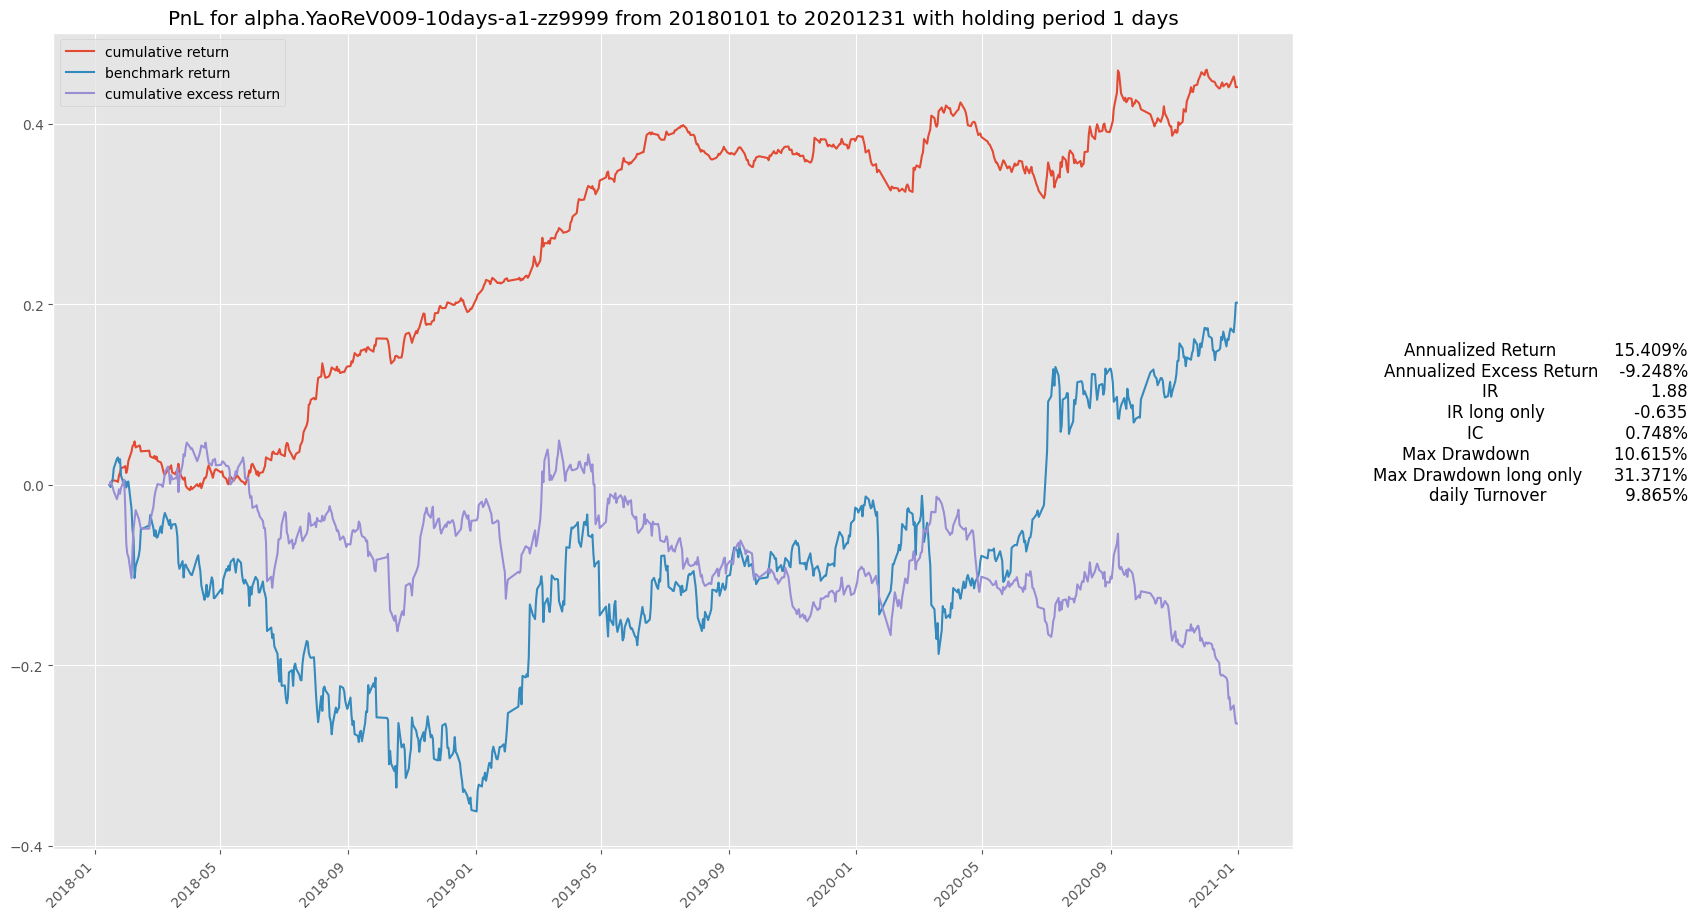 PnL for alpha.YaoReV009-10days-a1-zz9999 from 20180101 to 20201231 with holding period 1 days
cumulative return
benchmark return
cumulative excess return
0.4
0.2
0.0
−0.2
−0.4
2018-01
2018-05
2018-09
2019-01
2019-05
2019-09
2020-01
2020-05
2020-09
2021-01
Annualized Return 15.409%
Annualized Excess Return -9.248%
IR 1.88
IR long only -0.635
IC 0.748%
Max Drawdown 10.615%
Max Drawdown long only 31.371%
daily Turnover 9.865%